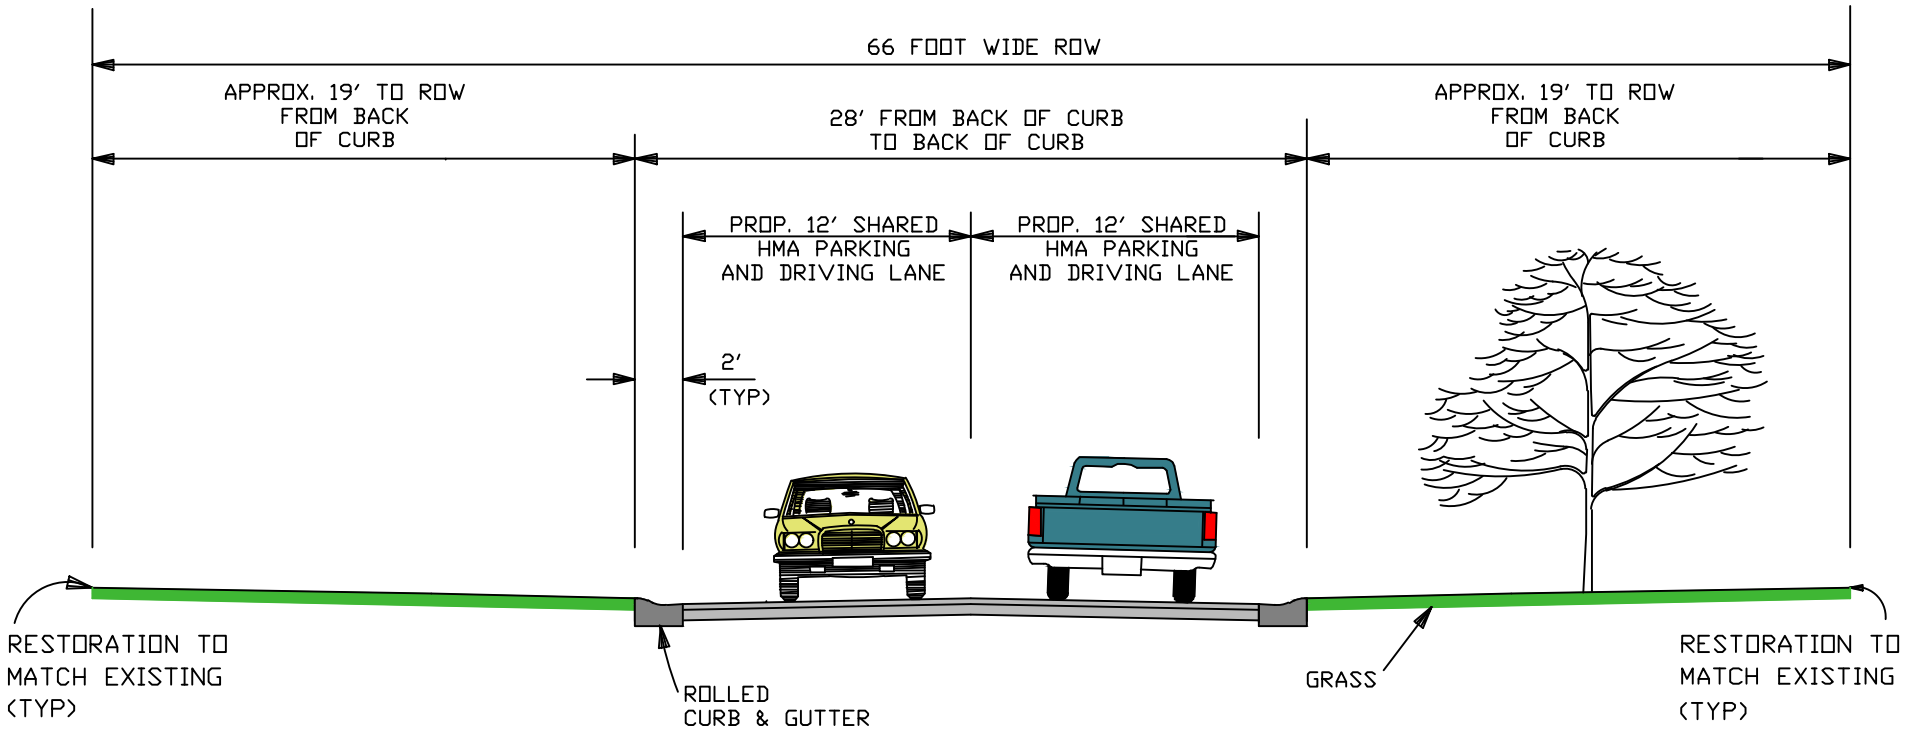 66 FOOT WIDE ROW
APPROX. 19' TO ROW
FROM BACK
OF CURB
28' FROM BACK OF CURB
TO BACK OF CURB
APPROX. 19' TO ROW
FROM BACK
OF CURB
PROP. 12' SHARED
HMA PARKING
AND DRIVING LANE
PROP. 12' SHARED
HMA PARKING
AND DRIVING LANE
2'
(TYP)
RESTORATION TO
MATCH EXISTING
(TYP)
ROLLED
CURB & GUTTER
GRASS
RESTORATION TO
MATCH EXISTING
(TYP)